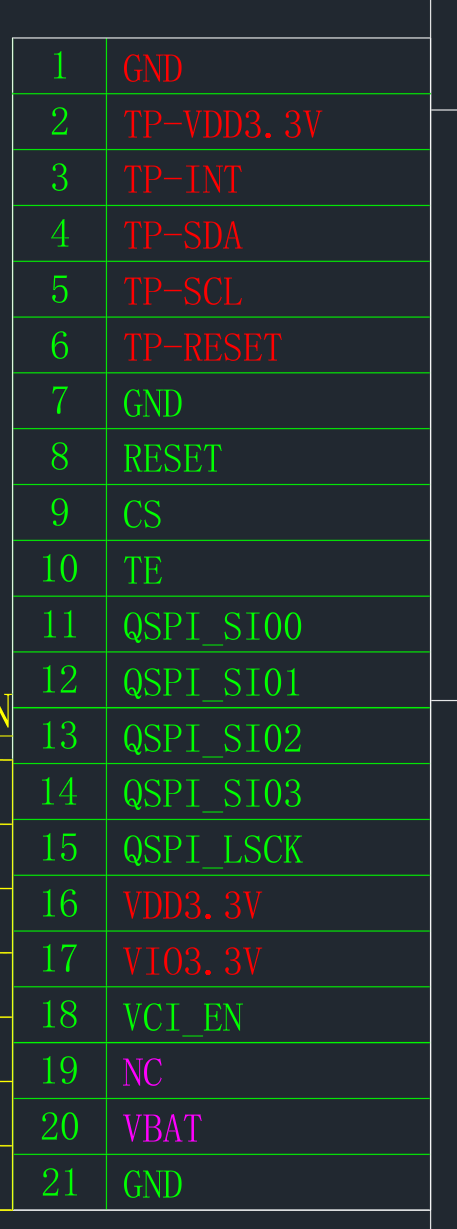 1 GND
2 TP-VDD3.3V
3 TP-INT
4 TP-SDA
5 TP-SCL
6 TP-RESET
7 GND
8 RESET
9 CS
10 TE
11 QSPI_SIO0
12 QSPI_SIO1
13 QSPI_SIO2
14 QSPI_SIO3
15 QSPI_LSCK
16 VDD3.3V
17 VIO3.3V
18 VCI_EN
19 NC
20 VBAT
21 GND